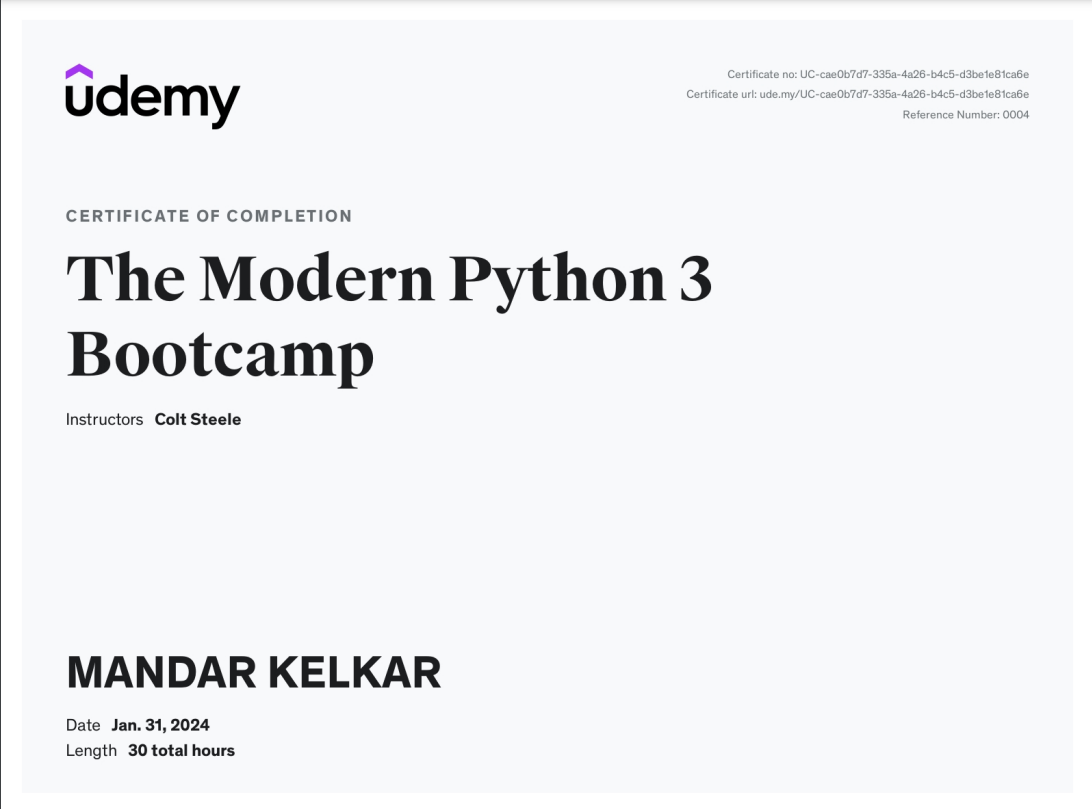 udemy
Certificate no: UC-cae0b7d7-335a-4a26-b4c5-d3be1e81ca6e
Certificate url: ude.my/UC-cae0b7d7-335a-4a26-b4c5-d3be1e81ca6e
Reference Number: 0004
CERTIFICATE OF COMPLETION
The Modern Python 3
Bootcamp
Instructors Colt Steele
MANDAR KELKAR
Date Jan. 31, 2024
Length 30 total hours